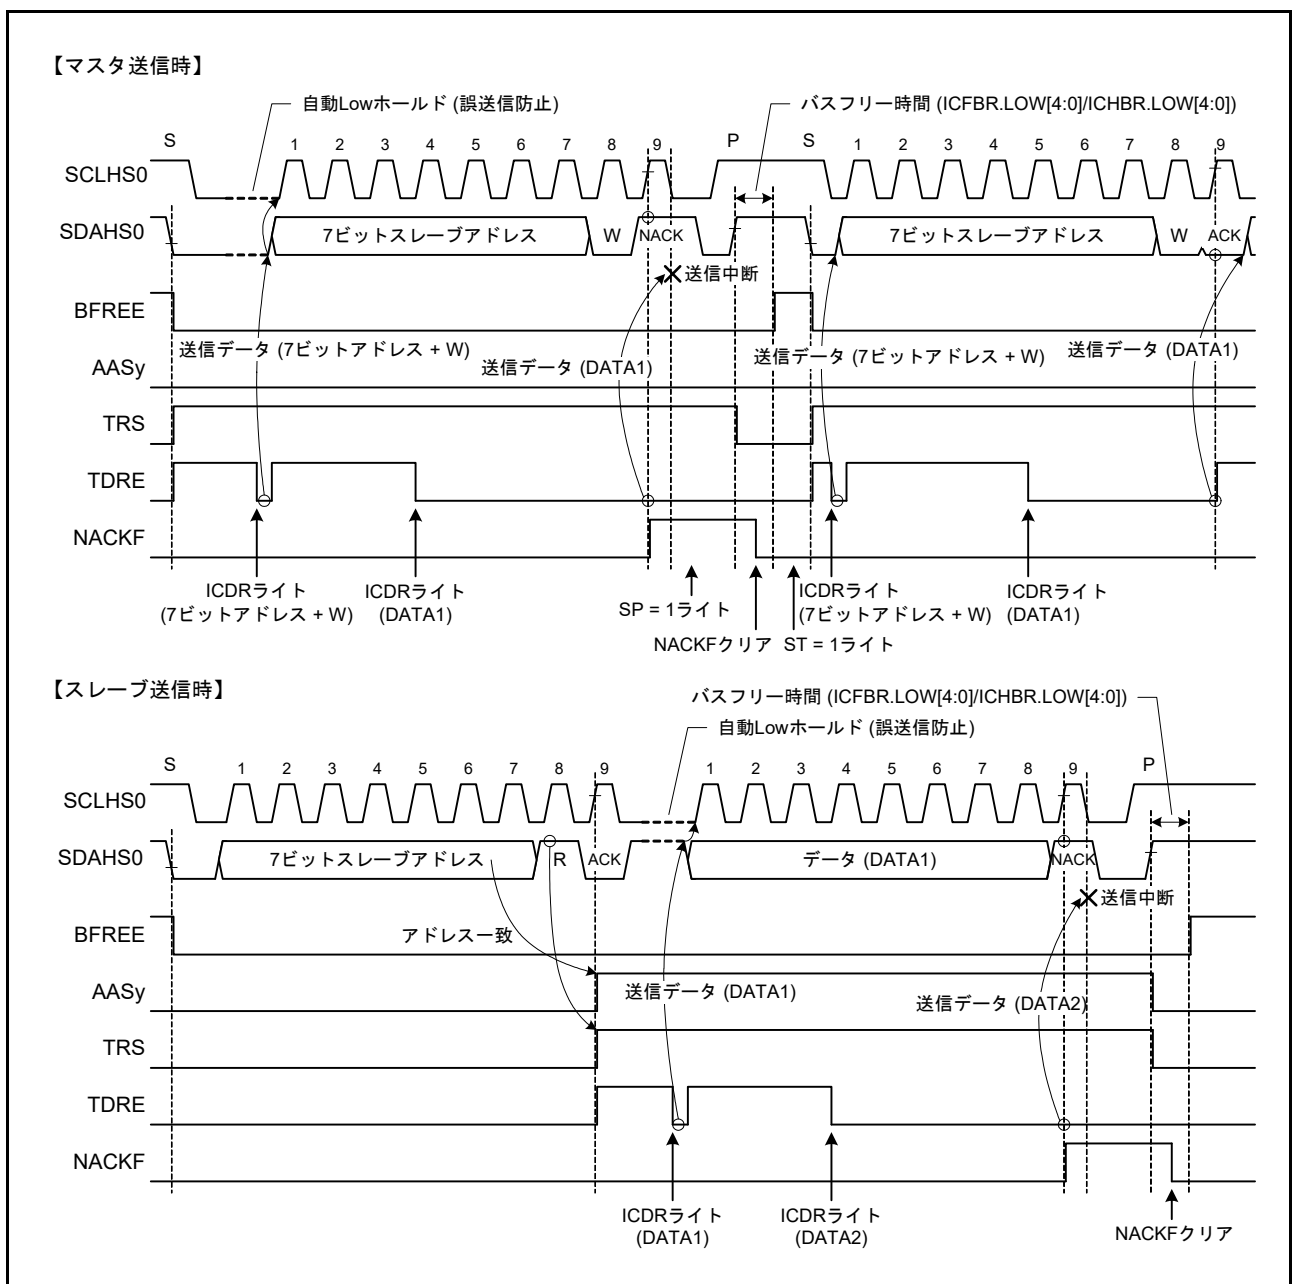 【マスタ送信時】
自動Lowホールド (誤送信防止)
バスフリー時間 (ICFBR.LOW[4:0]/ICHBR.LOW[4:0])
S 1 2 3 4 5 6 7 8 9 P S 1 2 3 4 5 6 7 8 9
SCLHS0
SDAHS0 7ビットスレーブアドレス W NACK 7ビットスレーブアドレス W ACK
送信中断
BFREE
送信データ (7ビットアドレス + W) 送信データ (DATA1) 送信データ (7ビットアドレス + W) 送信データ (DATA1)
AASy
TRS
TDRE
NACKF
ICDRライト
(7ビットアドレス + W)
ICDRライト
(DATA1)
SP = 1ライト
NACKFクリア
ST = 1ライト
ICDRライト
(7ビットアドレス + W)
ICDRライト
(DATA1)
【スレーブ送信時】
バスフリー時間 (ICFBR.LOW[4:0]/ICHBR.LOW[4:0])
自動Lowホールド (誤送信防止)
S 1 2 3 4 5 6 7 8 9 1 2 3 4 5 6 7 8 9 P
SCLHS0
SDAHS0 7ビットスレーブアドレス R ACK データ (DATA1) NACK
送信中断
BFREE
アドレス一致
AASy
送信データ (DATA1) 送信データ (DATA2)
TRS
TDRE
NACKF
ICDRライト
(DATA1)
ICDRライト
(DATA2)
NACKFクリア